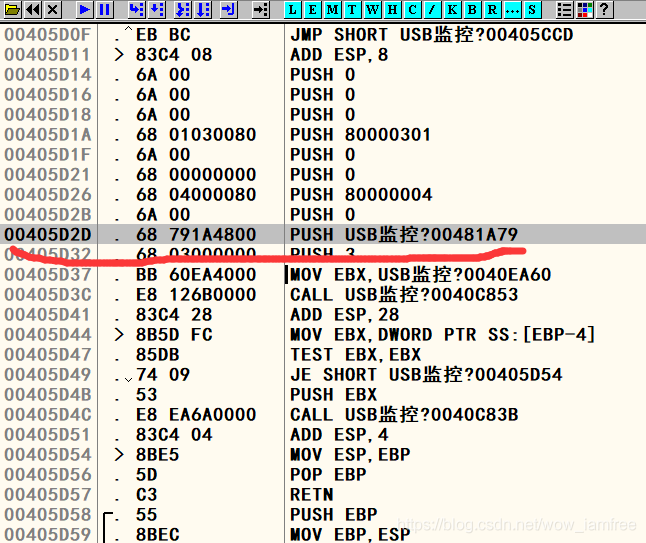 L E M T W H C / K B R ... S ?
00405D0F . ^ EB BC JMP SHORT USB监控?00405CCD
00405D11 > 83C4 08 ADD ESP,8
00405D14 . 6A 00 PUSH 0
00405D16 . 6A 00 PUSH 0
00405D18 . 6A 00 PUSH 0
00405D1A . 68 01030080 PUSH 80000301
00405D1F . 6A 00 PUSH 0
00405D21 . 68 00000000 PUSH 0
00405D26 . 68 04000080 PUSH 80000004
00405D2B . 6A 00 PUSH 0
00405D2D . 68 791A4800 PUSH USB监控?00481A79
00405D32 . 68 03000000 PUSH 3
00405D37 . BB 60EA4000 MOV EBX,USB监控?0040EA60
00405D3C . E8 126B0000 CALL USB监控?0040C853
00405D41 . 83C4 28 ADD ESP,28
00405D44 > 8B5D FC MOV EBX,DWORD PTR SS:[EBP-4]
00405D47 . 85DB TEST EBX,EBX
00405D49 . 74 09 JE SHORT USB监控?00405D54
00405D4B . 53 PUSH EBX
00405D4C . E8 EA6A0000 CALL USB监控?0040C83B
00405D51 . 83C4 04 ADD ESP,4
00405D54 > 8BE5 MOV ESP,EBP
00405D56 . 5D POP EBP
00405D57 . C3 RETN
00405D58 . 55 PUSH EBP
00405D59 . 8BEC MOV EBP,ESP
https://blog.csdn.net/wow_iamfree